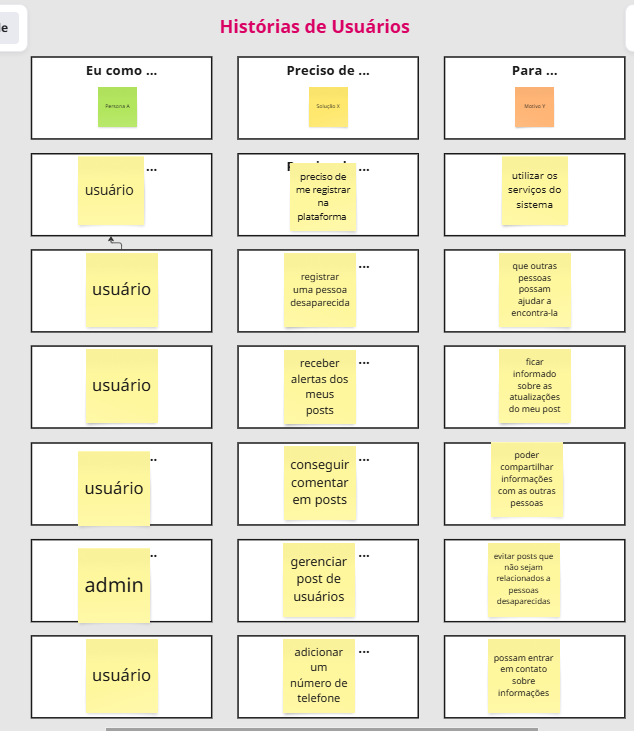 Histórias de Usuários
Eu como ...
Preciso de ...
Para ...
Persona A
Solução X
Motivo Y
...
usuário
...
preciso de
me registrar
na
plataforma
utilizar os
serviços do
sistema
usuário
...
registrar
uma pessoa
desaparecida
que outras
pessoas
possam
ajudar a
encontra-la
usuário
...
receber
alertas dos
meus
posts
ficar
informado
sobre as
atualizações
do meu post
..
usuário
...
conseguir
comentar
em posts
poder
compartilhar
informações
com as outras
pessoas
..
admin
...
gerenciar
post de
usuários
evitar posts que
não sejam
relacionados a
pessoas
desaparecidas
usuário
...
adicionar
um
número de
telefone
possam entrar
em contato
sobre
informações